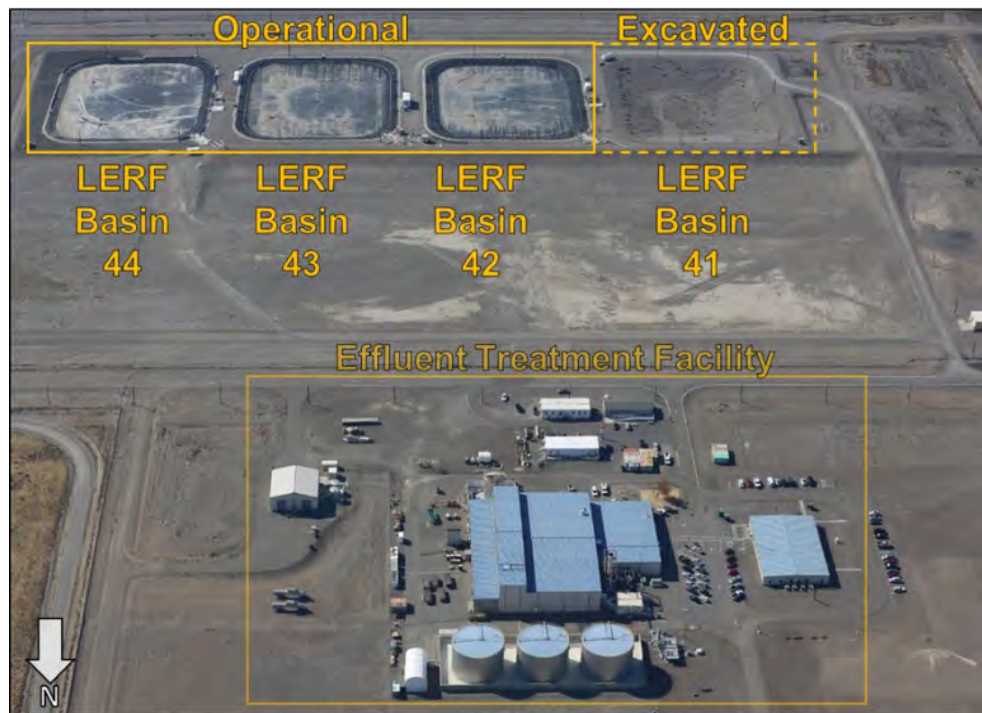 Operational
Excavated
LERF
Basin
44
LERF
Basin
43
LERF
Basin
42
LERF
Basin
41
Effluent Treatment Facility
N